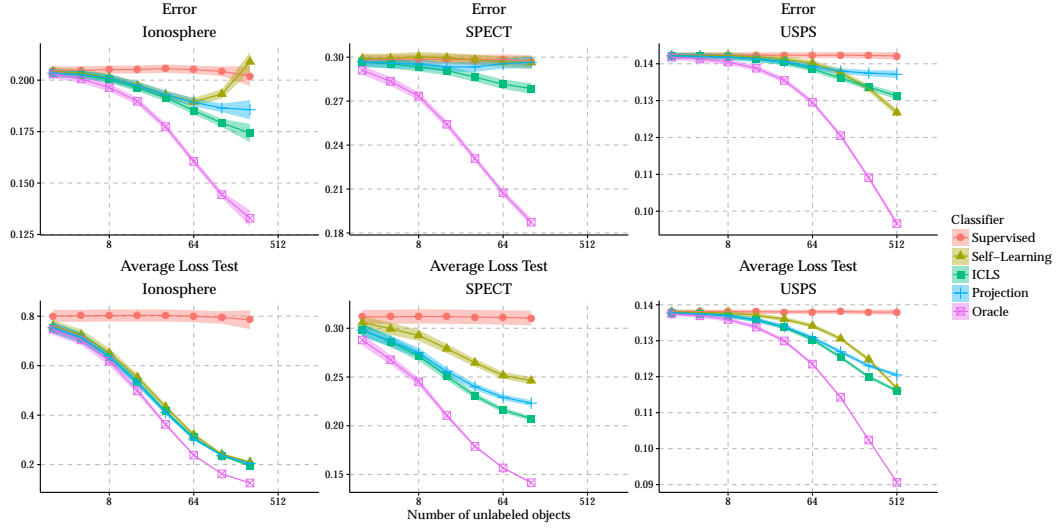 Error Error Error
Ionosphere SPECT USPS
0.200 0.175 0.150 0.125
8 64 512
0.30 0.27 0.24 0.21 0.18
8 64 512
0.14 0.13 0.12 0.11 0.10
8 64 512
Average Loss Test Average Loss Test Average Loss Test
Ionosphere SPECT USPS
0.8 0.6 0.4 0.2
8 64 512
0.30 0.25 0.20 0.15
8 64 512
0.14 0.13 0.12 0.11 0.10 0.09
8 64 512
Number of unlabeled objects
Classifier
Supervised
Self-Learning
ICLS
Projection
Oracle